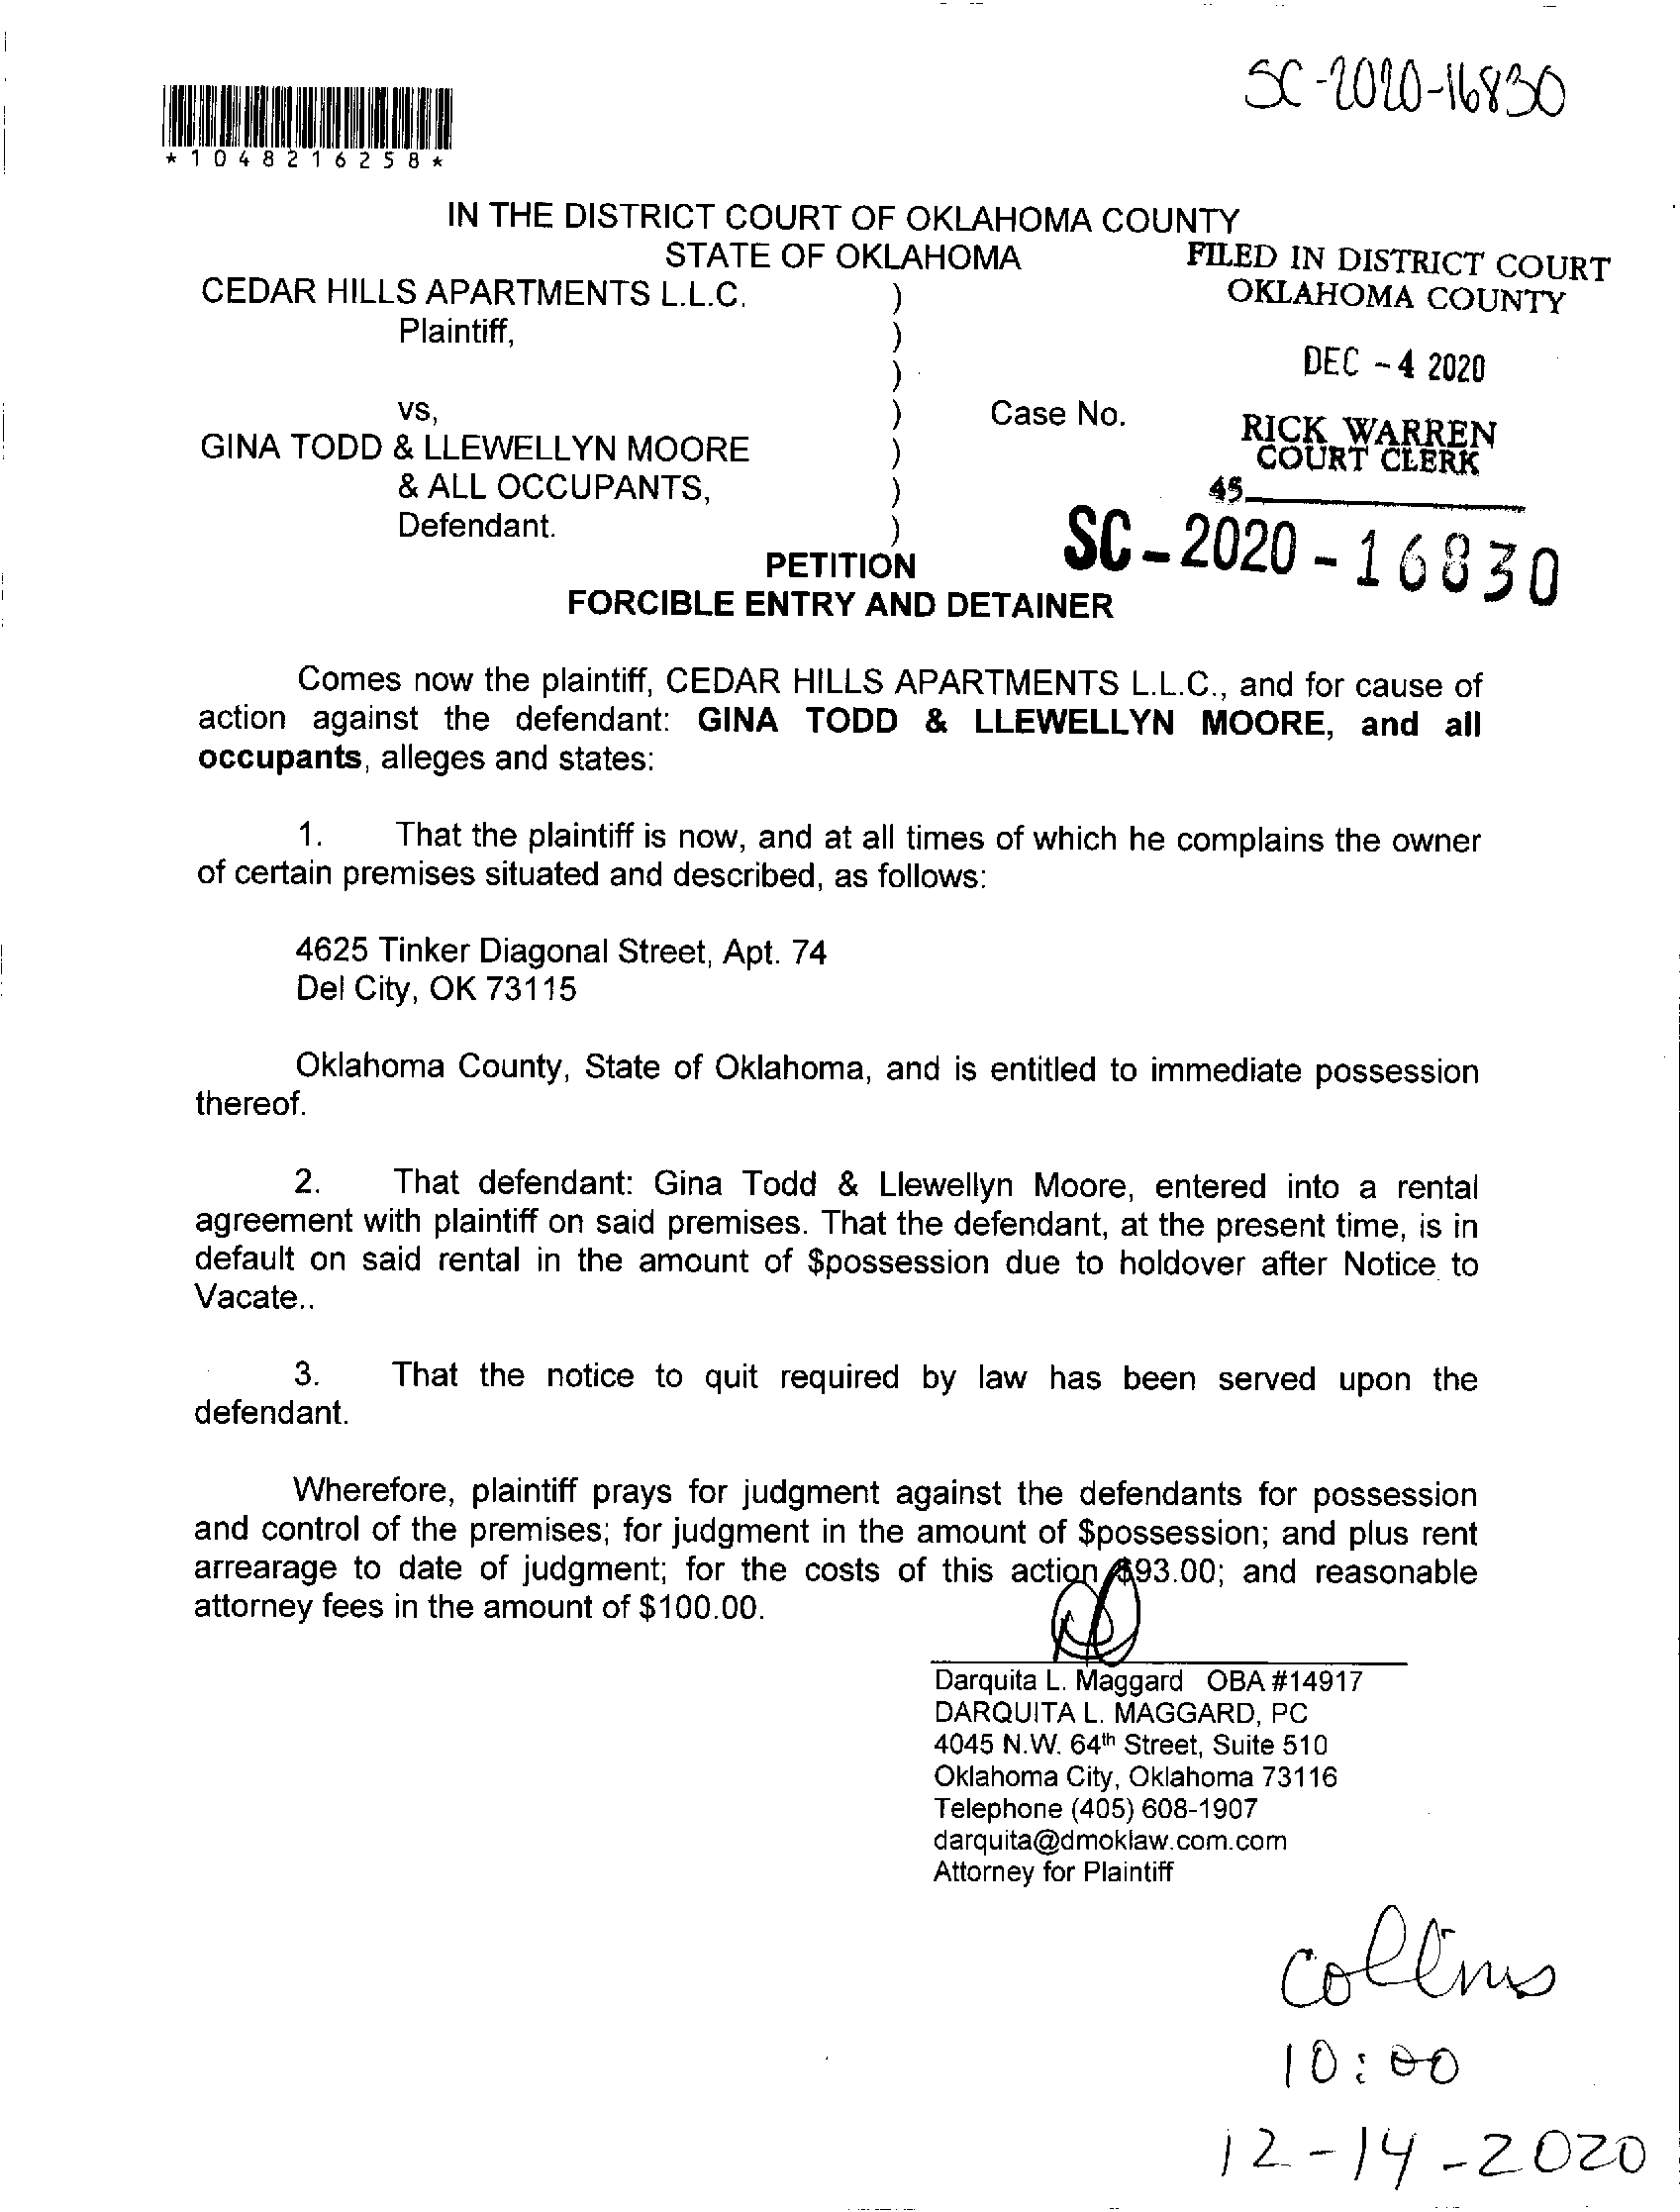 SC-2020-16830
*1048216258*
IN THE DISTRICT COURT OF OKLAHOMA COUNTY
STATE OF OKLAHOMA
FILED IN DISTRICT COURT
OKLAHOMA COUNTY
CEDAR HILLS APARTMENTS L.L.C. )
Plaintiff, )
)
DEC - 4 2020
vs, ) Case No.
RICK WARREN
COURT CLERK
GINA TODD & LLEWELLYN MOORE )
& ALL OCCUPANTS, )
45
Defendant. )
SC - 2020 - 16830
PETITION
FORCIBLE ENTRY AND DETAINER
Comes now the plaintiff, CEDAR HILLS APARTMENTS L.L.C., and for cause of
action against the defendant: GINA TODD & LLEWELLYN MOORE, and all
occupants, alleges and states:
1. That the plaintiff is now, and at all times of which he complains the owner
of certain premises situated and described, as follows:
4625 Tinker Diagonal Street, Apt. 74
Del City, OK 73115
Oklahoma County, State of Oklahoma, and is entitled to immediate possession
thereof.
2. That defendant: Gina Todd & Llewellyn Moore, entered into a rental
agreement with plaintiff on said premises. That the defendant, at the present time, is in
default on said rental in the amount of $possession due to holdover after Notice to
Vacate..
3. That the notice to quit required by law has been served upon the
defendant.
Wherefore, plaintiff prays for judgment against the defendants for possession
and control of the premises; for judgment in the amount of $possession; and plus rent
arrearage to date of judgment; for the costs of this action $93.00; and reasonable
attorney fees in the amount of $100.00.
Darquita L. Maggard OBA #14917
DARQUITA L. MAGGARD, PC
4045 N.W. 64th Street, Suite 510
Oklahoma City, Oklahoma 73116
Telephone (405) 608-1907
darquita@dmoklaw.com.com
Attorney for Plaintiff
Collins
10:00
12-14-2020